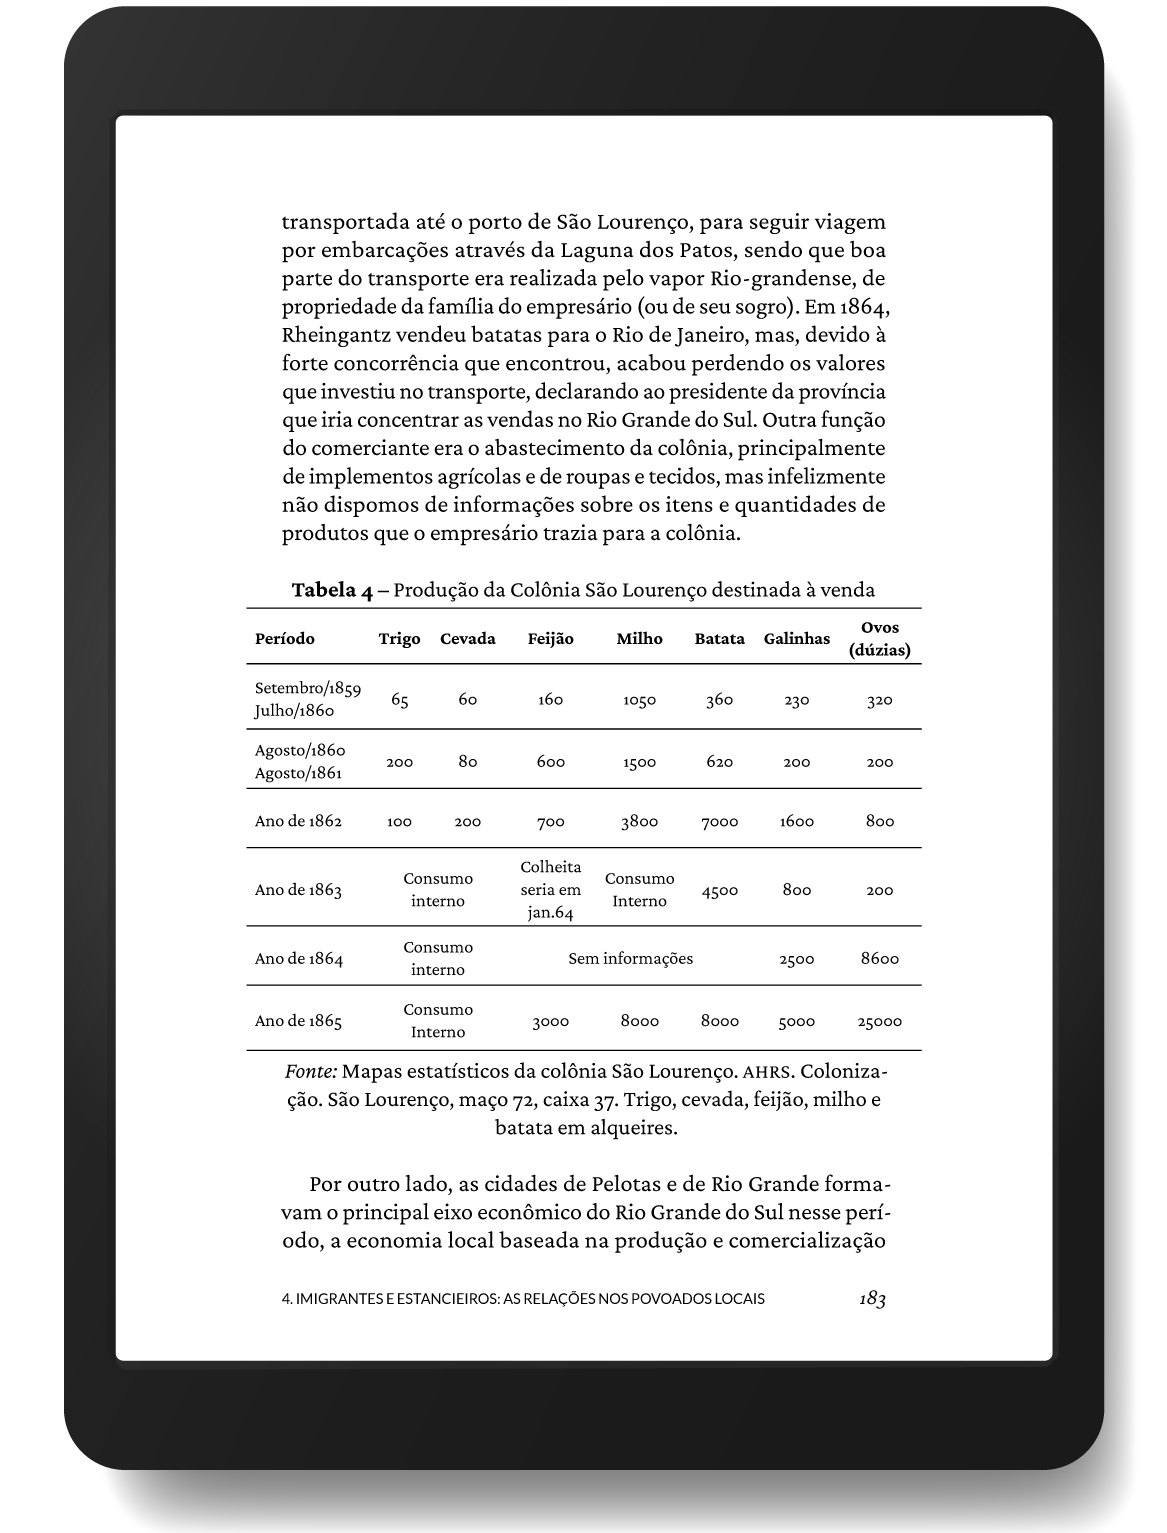 transportada até o porto de São Lourenço, para seguir viagem
por embarcações através da Laguna dos Patos, sendo que boa
parte do transporte era realizada pelo vapor Rio-grandense, de
propriedade da família do empresário (ou de seu sogro). Em 1864,
Rheingantz vendeu batatas para o Rio de Janeiro, mas, devido à
forte concorrência que encontrou, acabou perdendo os valores
que investiu no transporte, declarando ao presidente da província
que iria concentrar as vendas no Rio Grande do Sul. Outra função
do comerciante era o abastecimento da colônia, principalmente
de implementos agrícolas e de roupas e tecidos, mas infelizmente
não dispomos de informações sobre os itens e quantidades de
produtos que o empresário trazia para a colônia.
Tabela 4 – Produção da Colônia São Lourenço destinada à venda
Período Trigo Cevada Feijão Milho Batata Galinhas Ovos (dúzias)
Setembro/1859 Julho/1860 65 60 160 1050 360 230 320
Agosto/1860 Agosto/1861 200 80 600 1500 620 200 200
Ano de 1862 100 200 700 3800 7000 1600 800
Ano de 1863 Consumo interno Colheita seria em jan.64 Consumo Interno 4500 800 200
Ano de 1864 Consumo interno Sem informações 2500 8600
Ano de 1865 Consumo Interno 3000 8000 8000 5000 25000
Fonte: Mapas estatísticos da colônia São Lourenço. AHRS. Coloniza-
ção. São Lourenço, maço 72, caixa 37. Trigo, cevada, feijão, milho e
batata em alqueires.
Por outro lado, as cidades de Pelotas e de Rio Grande forma-
vam o principal eixo econômico do Rio Grande do Sul nesse perí-
odo, a economia local baseada na produção e comercialização
4. IMIGRANTES E ESTANCIEIROS: AS RELAÇÕES NOS POVOADOS LOCAIS 183